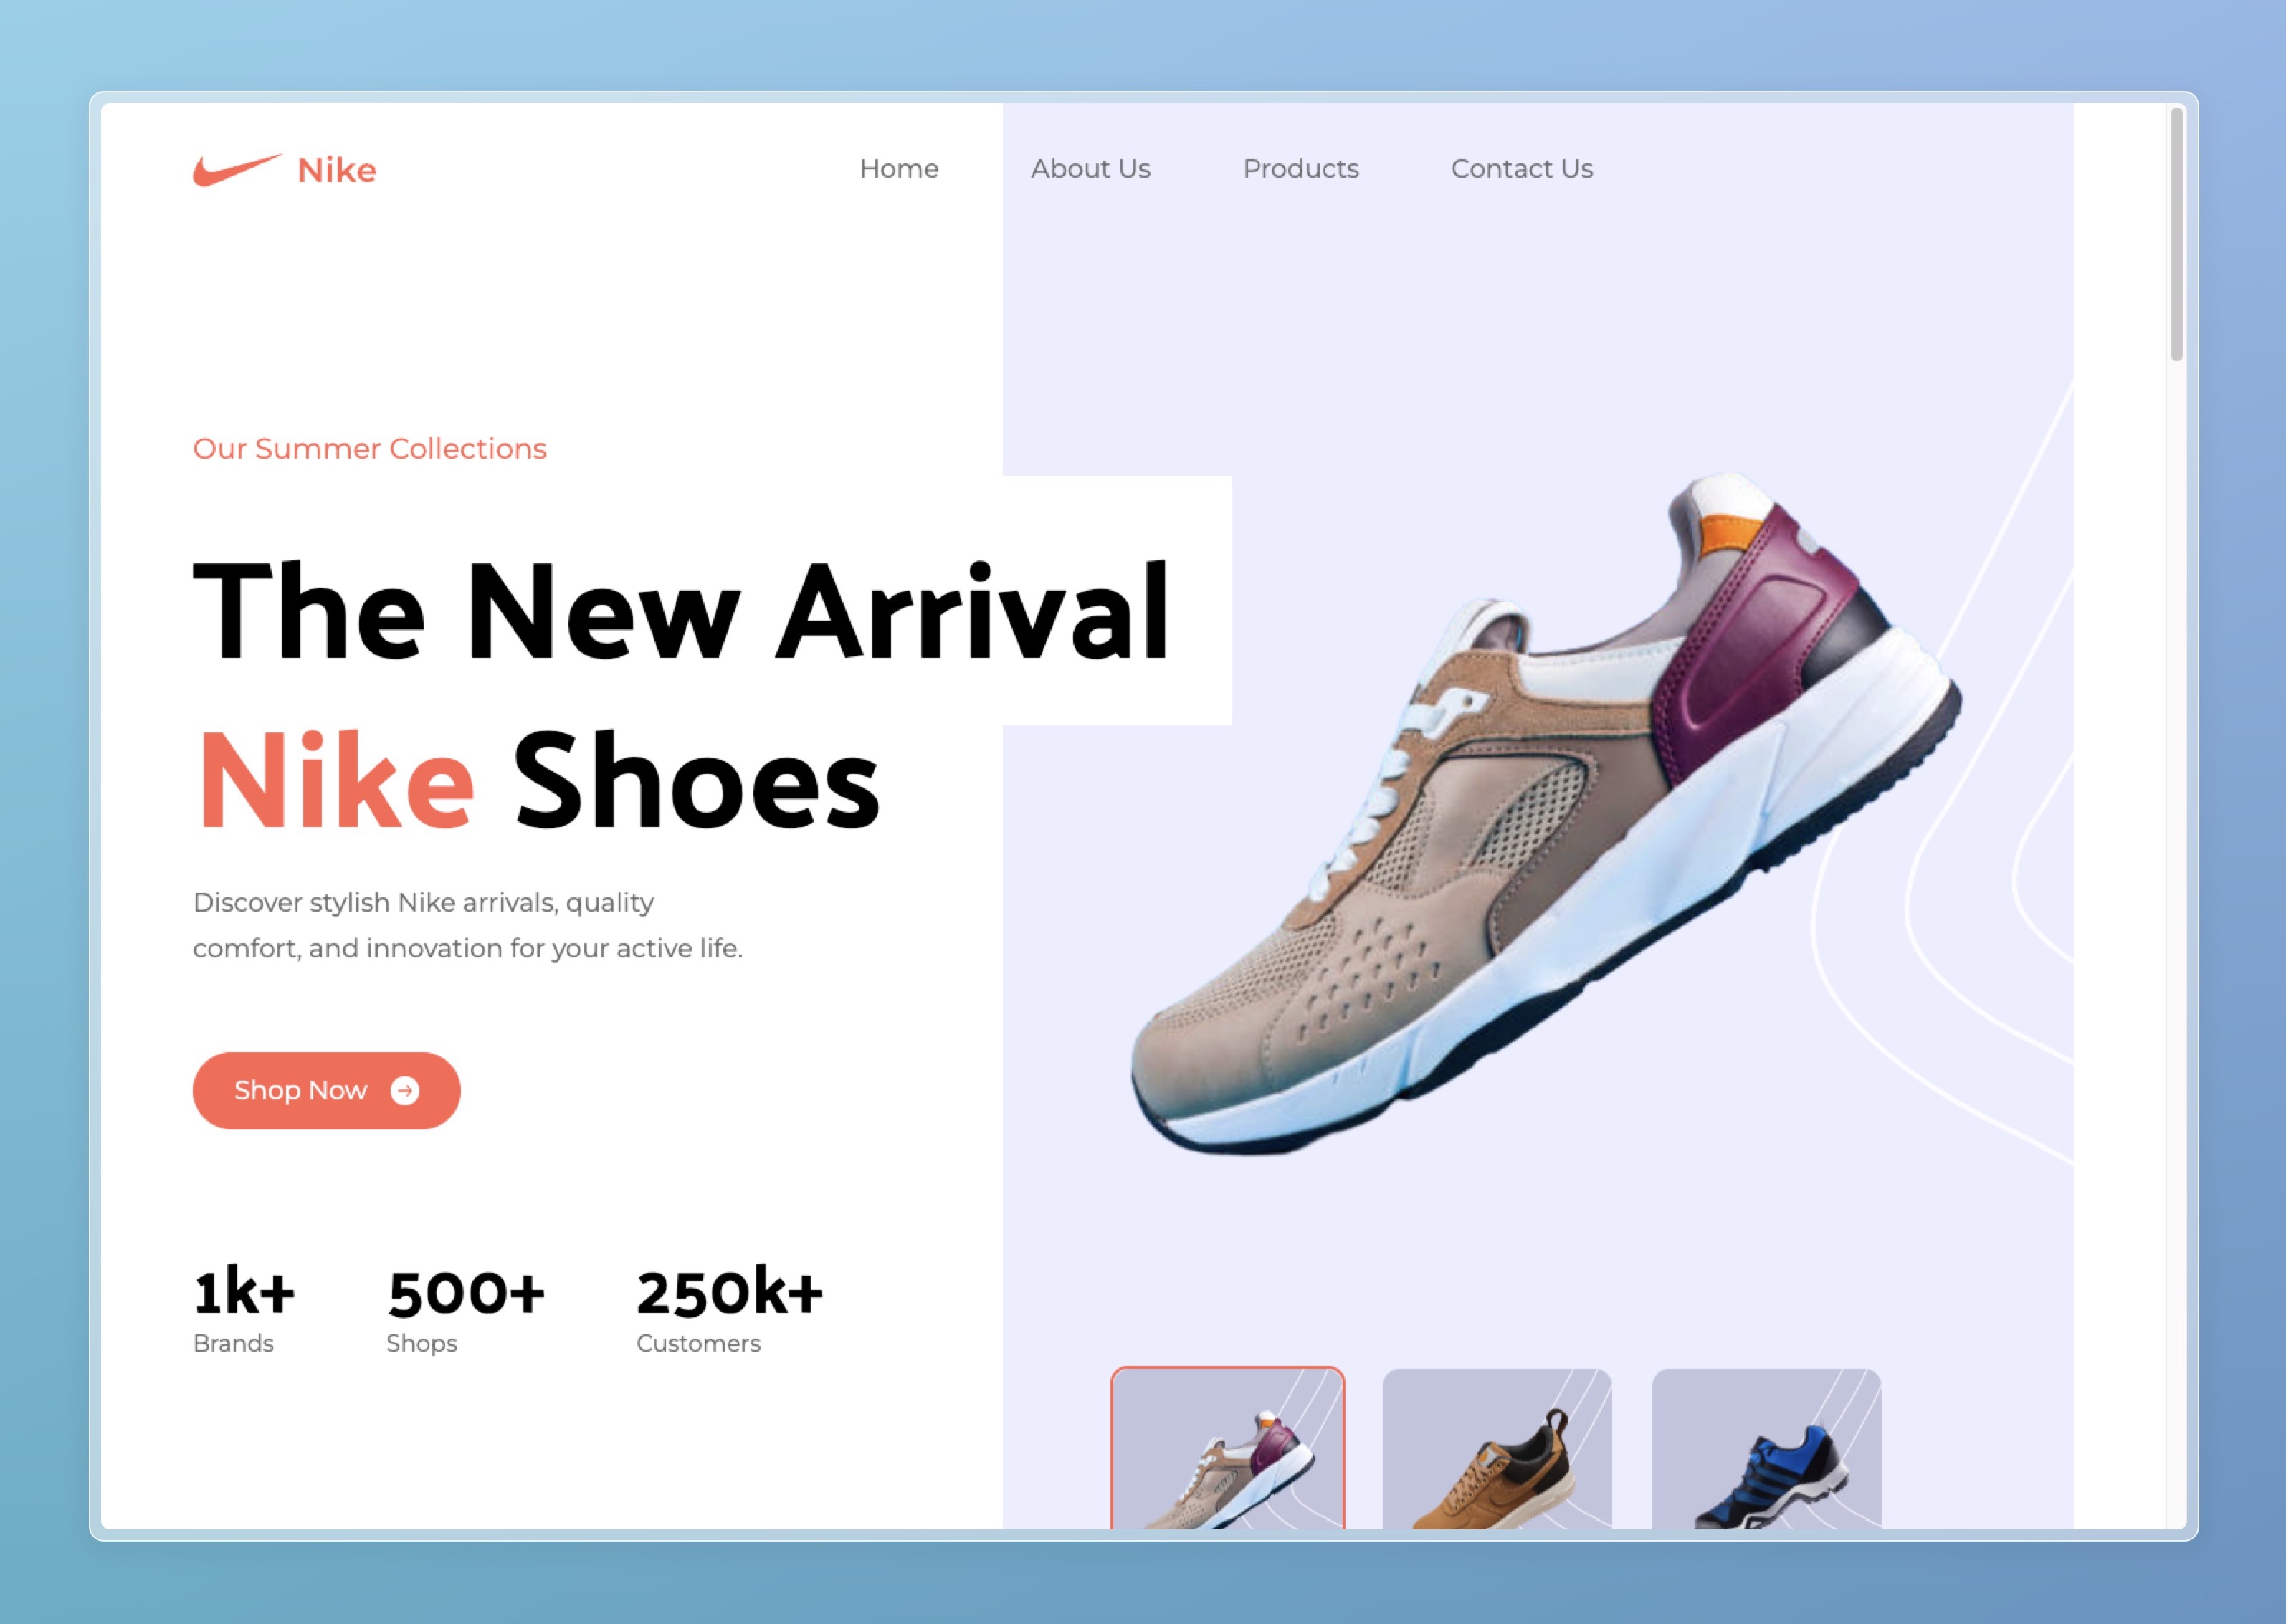 Nike
Home
About Us
Products
Contact Us
Our Summer Collections
The New Arrival
Nike Shoes
Discover stylish Nike arrivals, quality
comfort, and innovation for your active life.
Shop Now
1k+
Brands
500+
Shops
250k+
Customers